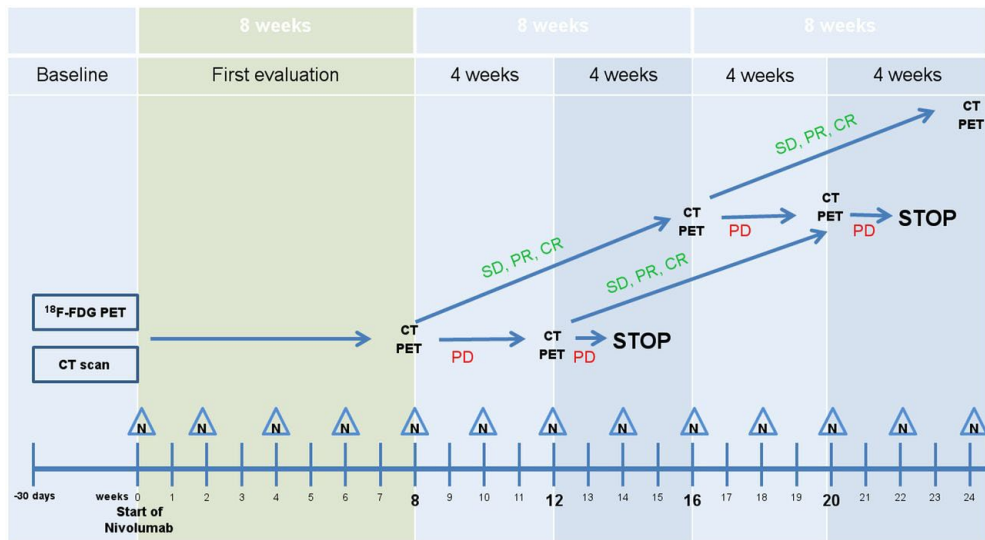 8 weeks 8 weeks 8 weeks
Baseline First evaluation 4 weeks 4 weeks 4 weeks 4 weeks
CT
PET
SD, PR, CR
CT
PET
PD
CT
PET
PD
STOP
SD, PR, CR
SD, PR, CR
¹⁸F-FDG PET
CT scan
CT
PET
PD
CT
PET
PD
STOP
N N N N N N N N N N N N N
-30 days weeks 0 1 2 3 4 5 6 7 8 9 10 11 12 13 14 15 16 17 18 19 20 21 22 23 24
Start of
Nivolumab